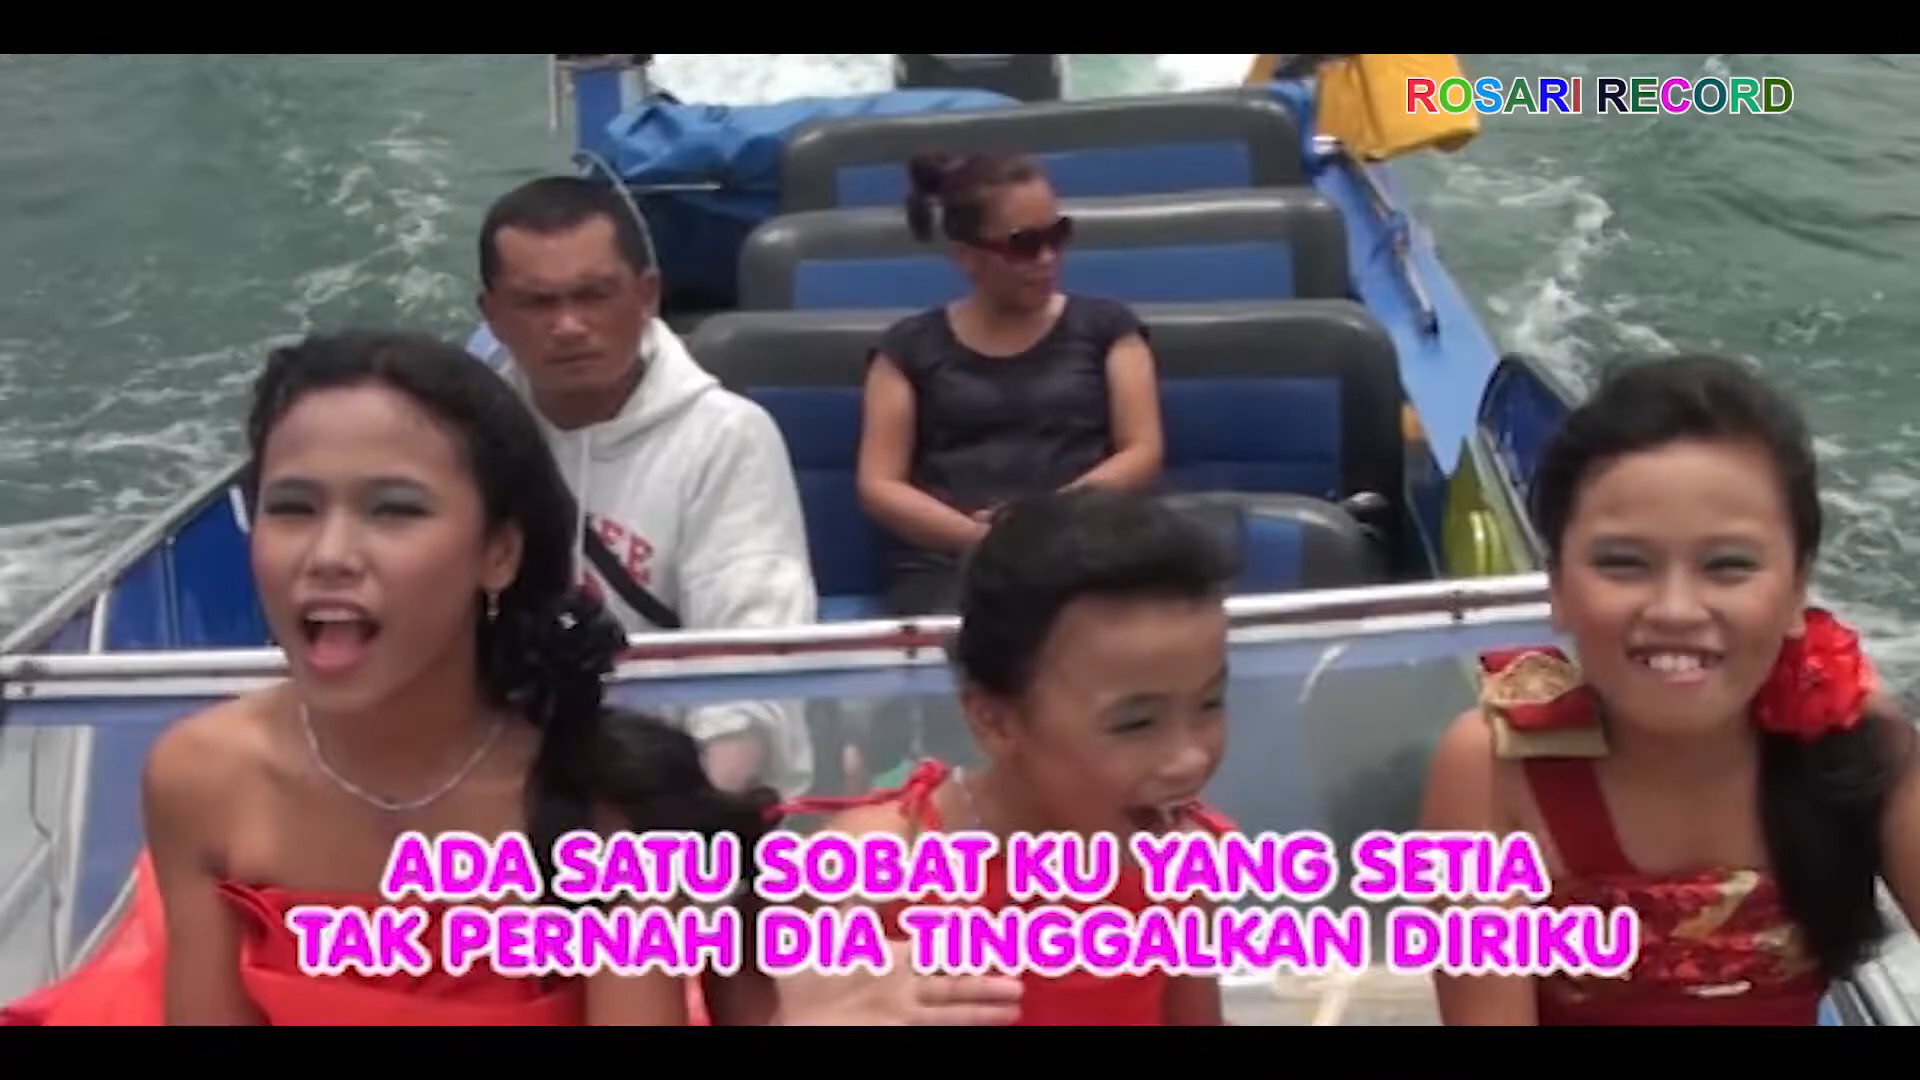 ROSARI RECORD
ADA SATU SOBAT KU YANG SETIA
TAK PERNAH DIA TINGGALKAN DIRIKU